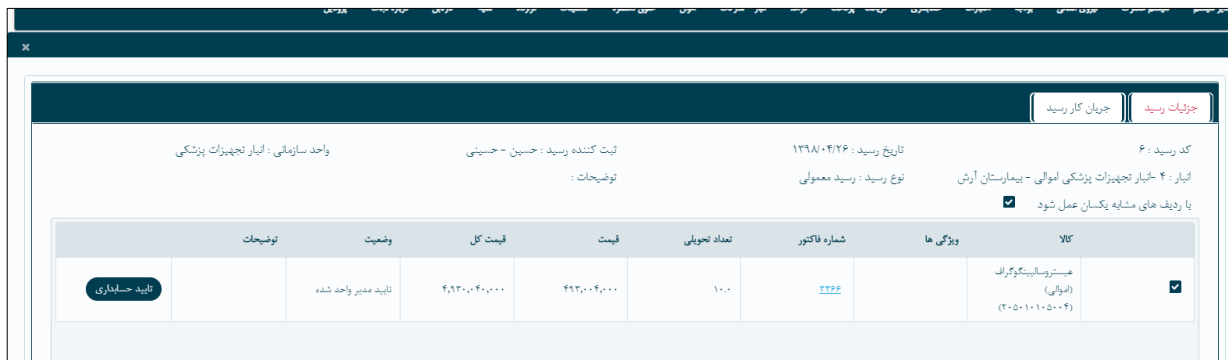 ×
جزئیات رسید
جریان کار رسید
کد رسید : ۶
تاریخ رسید : ۱۳۹۸/۰۴/۲۶
ثبت کننده رسید : حسین - حسینی
واحد سازمانی : انبار تجهیزات پزشکی
انبار : ۴ -انبار تجهیزات پزشکی اموالی - بیمارستان آرش
نوع رسید : رسید معمولی
توضیحات :
با ردیف های مشابه یکسان عمل شود
کالا ویژگی ها شماره فاکتور تعداد تحویلی قیمت قیمت کل وضعیت توضیحات
هیستروسالپینگوگراف
(اموالی)
(۲۰۵۰۱۰۱۰۵۰۰۴)
۳۳۶۶
۱۰.۰
۴۹۳,۰۰۴,۰۰۰
۴,۹۳۰,۰۴۰,۰۰۰
تایید مدیر واحد شده
تایید حسابداری